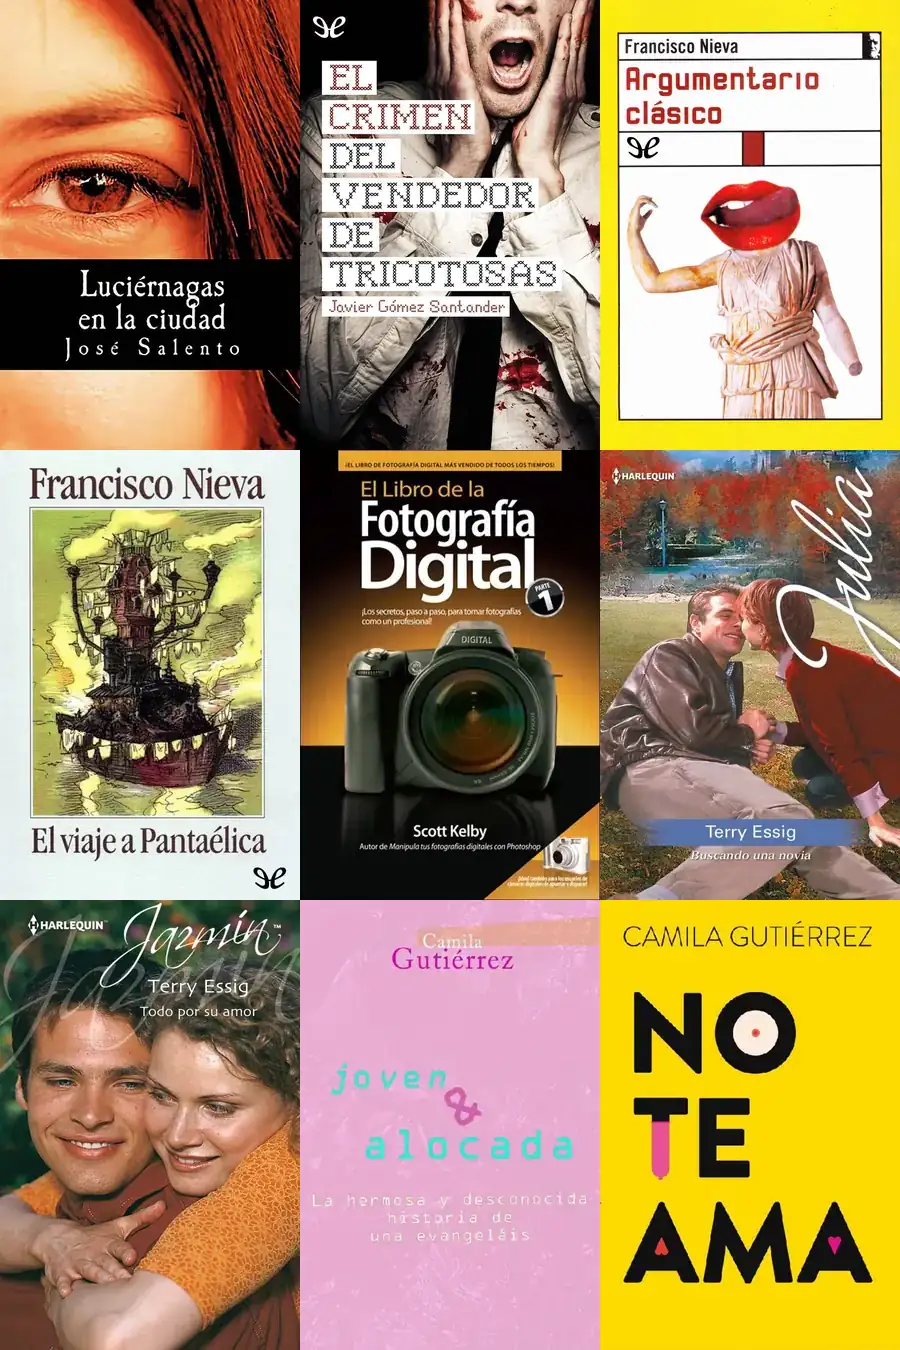 Luciérnagas
en la ciudad
José Salento
EL
CRIMEN
DEL
VENDEDOR
DE
TRICOTOSAS
Javier Gómez Santander
Francisco Nieva
Argumentario
clásico
Francisco Nieva
El viaje a Pantaélica
¡EL LIBRO DE FOTOGRAFÍA DIGITAL MÁS VENDIDO DE TODOS LOS TIEMPOS!
El Libro de la
Fotografía
Digital
PARTE
1
¡Los secretos, paso a paso, para tomar fotografías
como un profesional!
DIGITAL
Scott Kelby
Autor de Manipula tus fotografías digitales con Photoshop
HARLEQUIN
Julia
Terry Essig
Buscando una novia
HARLEQUIN™
Jazmín™
Jazmín
Terry Essig
Todo por su amor
Camila
Gutiérrez
joven
&
alocada
La hermosa y desconocida
historia de
una evangeláis
CAMILA GUTIÉRREZ
NO
TE
AMA